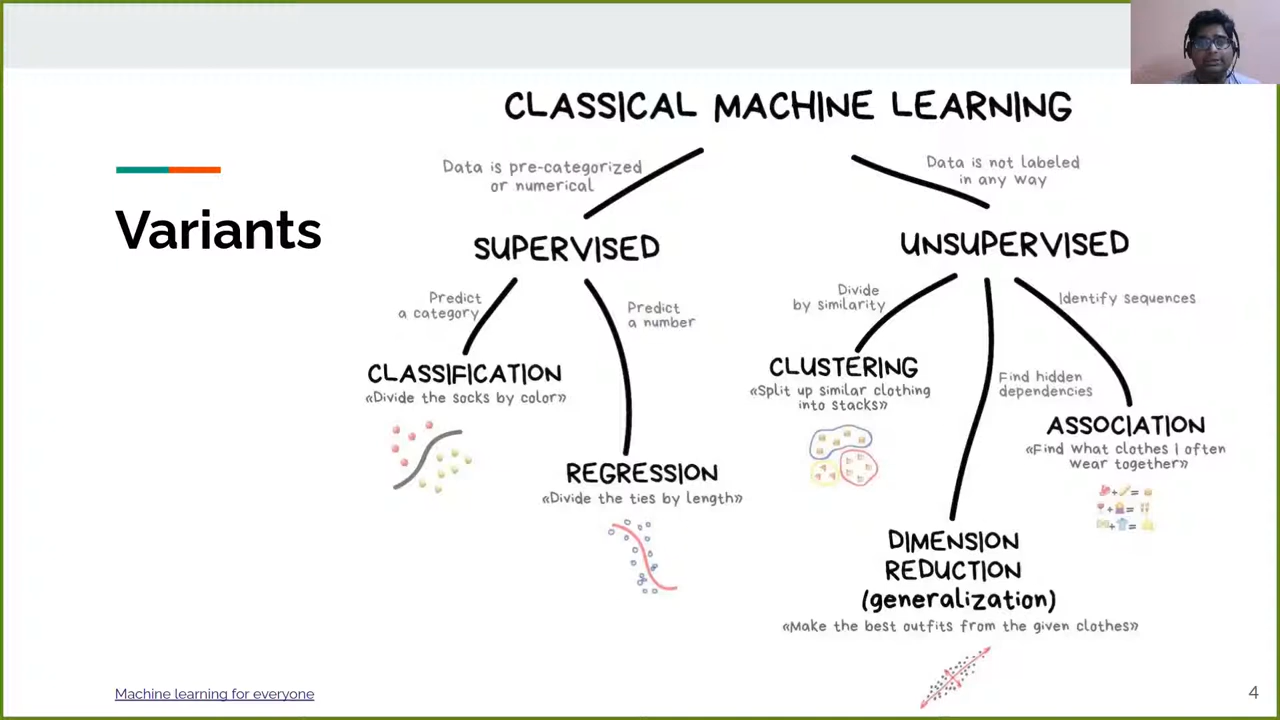 CLASSICAL MACHINE LEARNING
Variants
Data is pre-categorized
or numerical
Data is not labeled
in any way
SUPERVISED
UNSUPERVISED
Predict
a category
Predict
a number
Divide
by similarity
Identify sequences
CLASSIFICATION
«Divide the socks by color»
REGRESSION
«Divide the ties by length»
CLUSTERING
«Split up similar clothing
into stacks»
Find hidden
dependencies
ASSOCIATION
«Find what clothes I often
wear together»
DIMENSION
REDUCTION
(generalization)
«Make the best outfits from the given clothes»
Machine learning for everyone
4